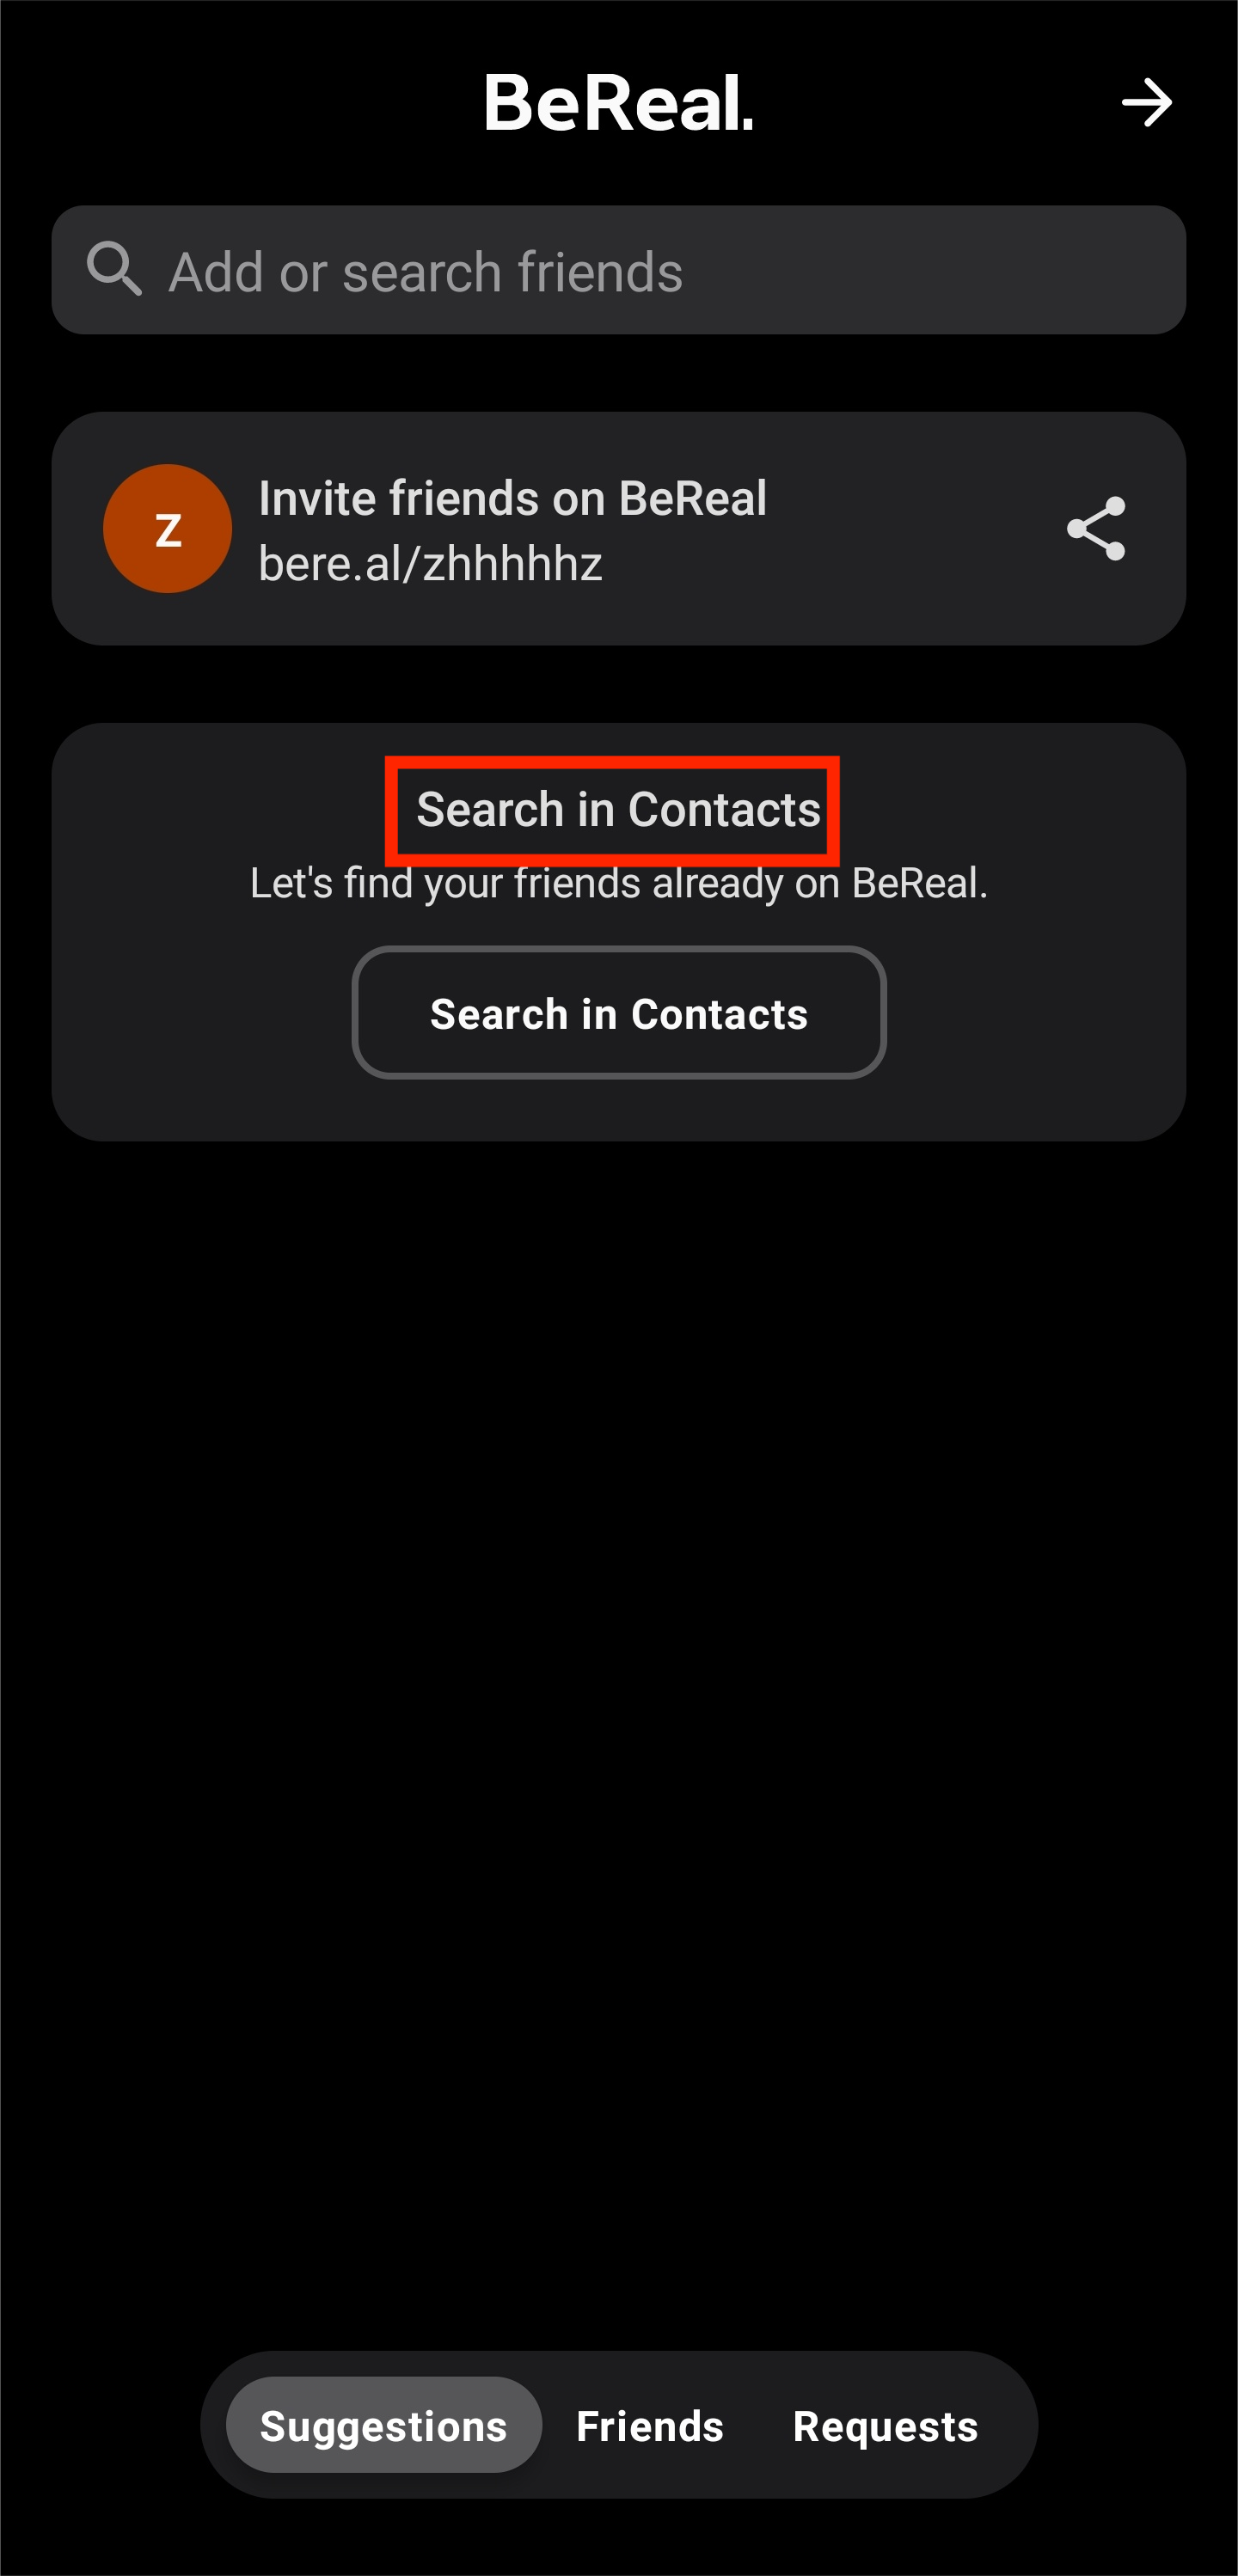 BeReal.
Add or search friends
z
Invite friends on BeReal
bere.al/zhhhhhz
Search in Contacts
Let's find your friends already on BeReal.
Search in Contacts
Suggestions Friends Requests